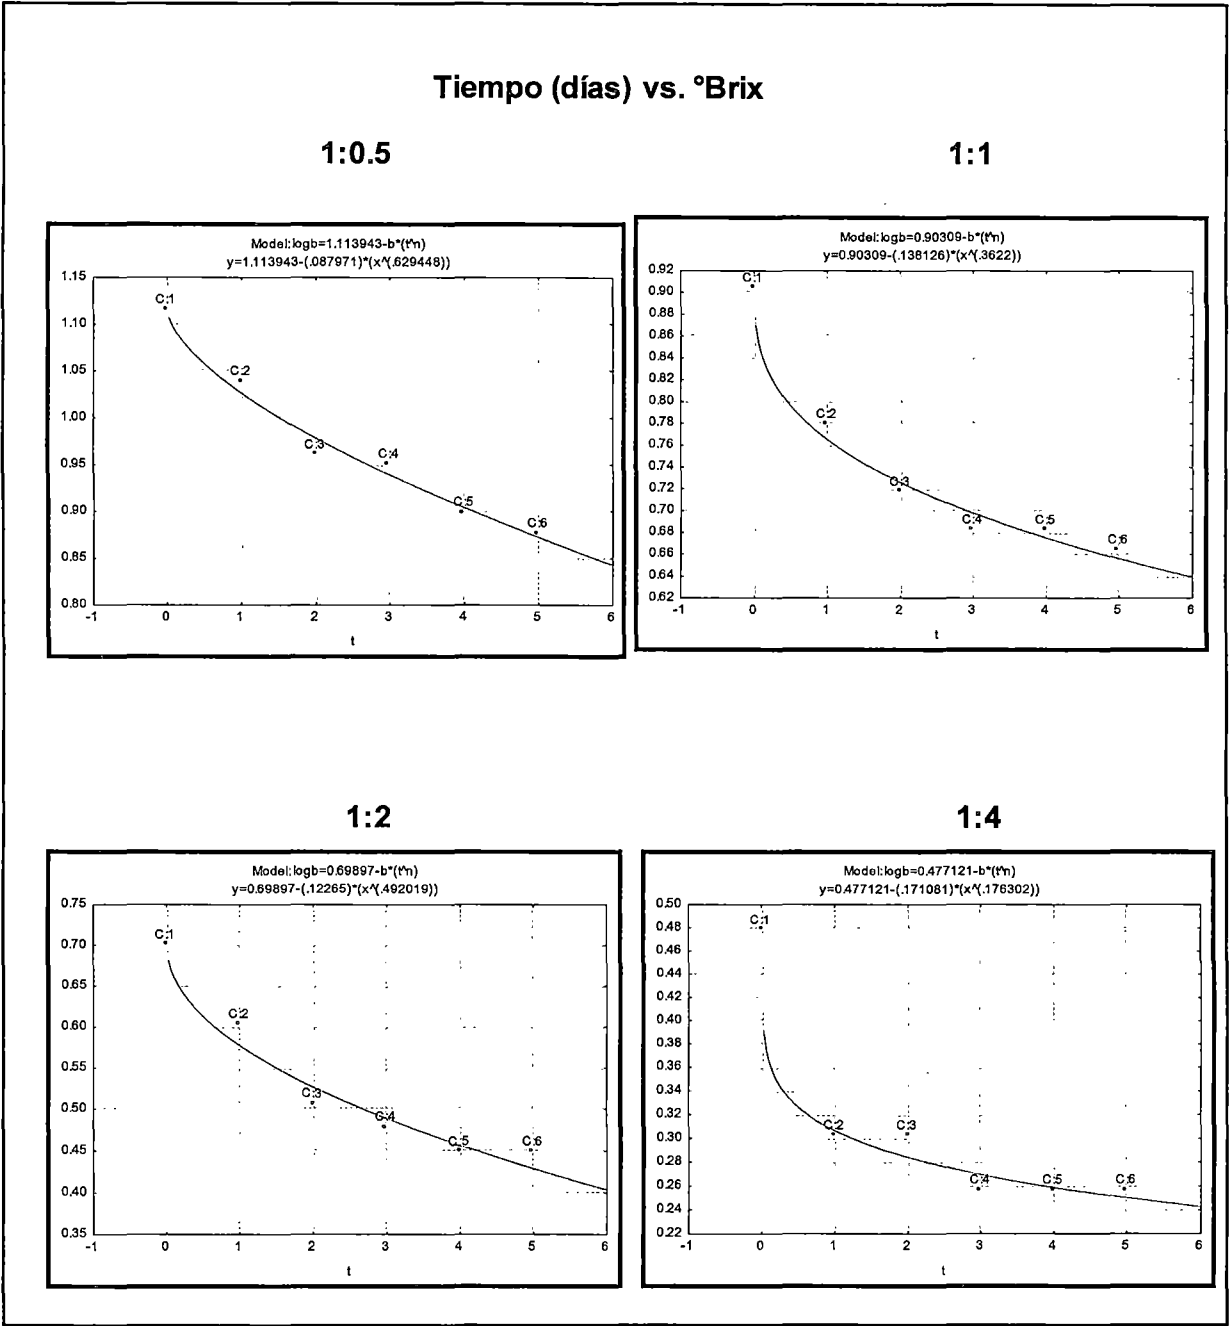 Tiempo (días) vs. °Brix
1:0.5
Model:logb=1.113943-b*(t^n)
y=1.113943-(.087971)*(x^(.629448))
1.15
1.10
1.05
1.00
0.95
0.90
0.85
0.80
C:1
C:2
C:3
C:4
C:5
C:6
-1 0 1 2 3 4 5 6
t
1:1
Model:logb=0.90309-b*(t^n)
y=0.90309-(.138126)*(x^(.3622))
0.92
0.90
0.88
0.86
0.84
0.82
0.80
0.78
0.76
0.74
0.72
0.70
0.68
0.66
0.64
0.62
C:1
C:2
C:3
C:4
C:5
C:6
-1 0 1 2 3 4 5 6
t
1:2
Model:logb=0.69897-b*(t^n)
y=0.69897-(.12265)*(x^(.492019))
0.75
0.70
0.65
0.60
0.55
0.50
0.45
0.40
0.35
C:1
C:2
C:3
C:4
C:5
C:6
-1 0 1 2 3 4 5 6
t
1:4
Model:logb=0.477121-b*(t^n)
y=0.477121-(.171081)*(x^(.176302))
0.50
0.48
0.46
0.44
0.42
0.40
0.38
0.36
0.34
0.32
0.30
0.28
0.26
0.24
0.22
C:1
C:2
C:3
C:4
C:5
C:6
-1 0 1 2 3 4 5 6
t